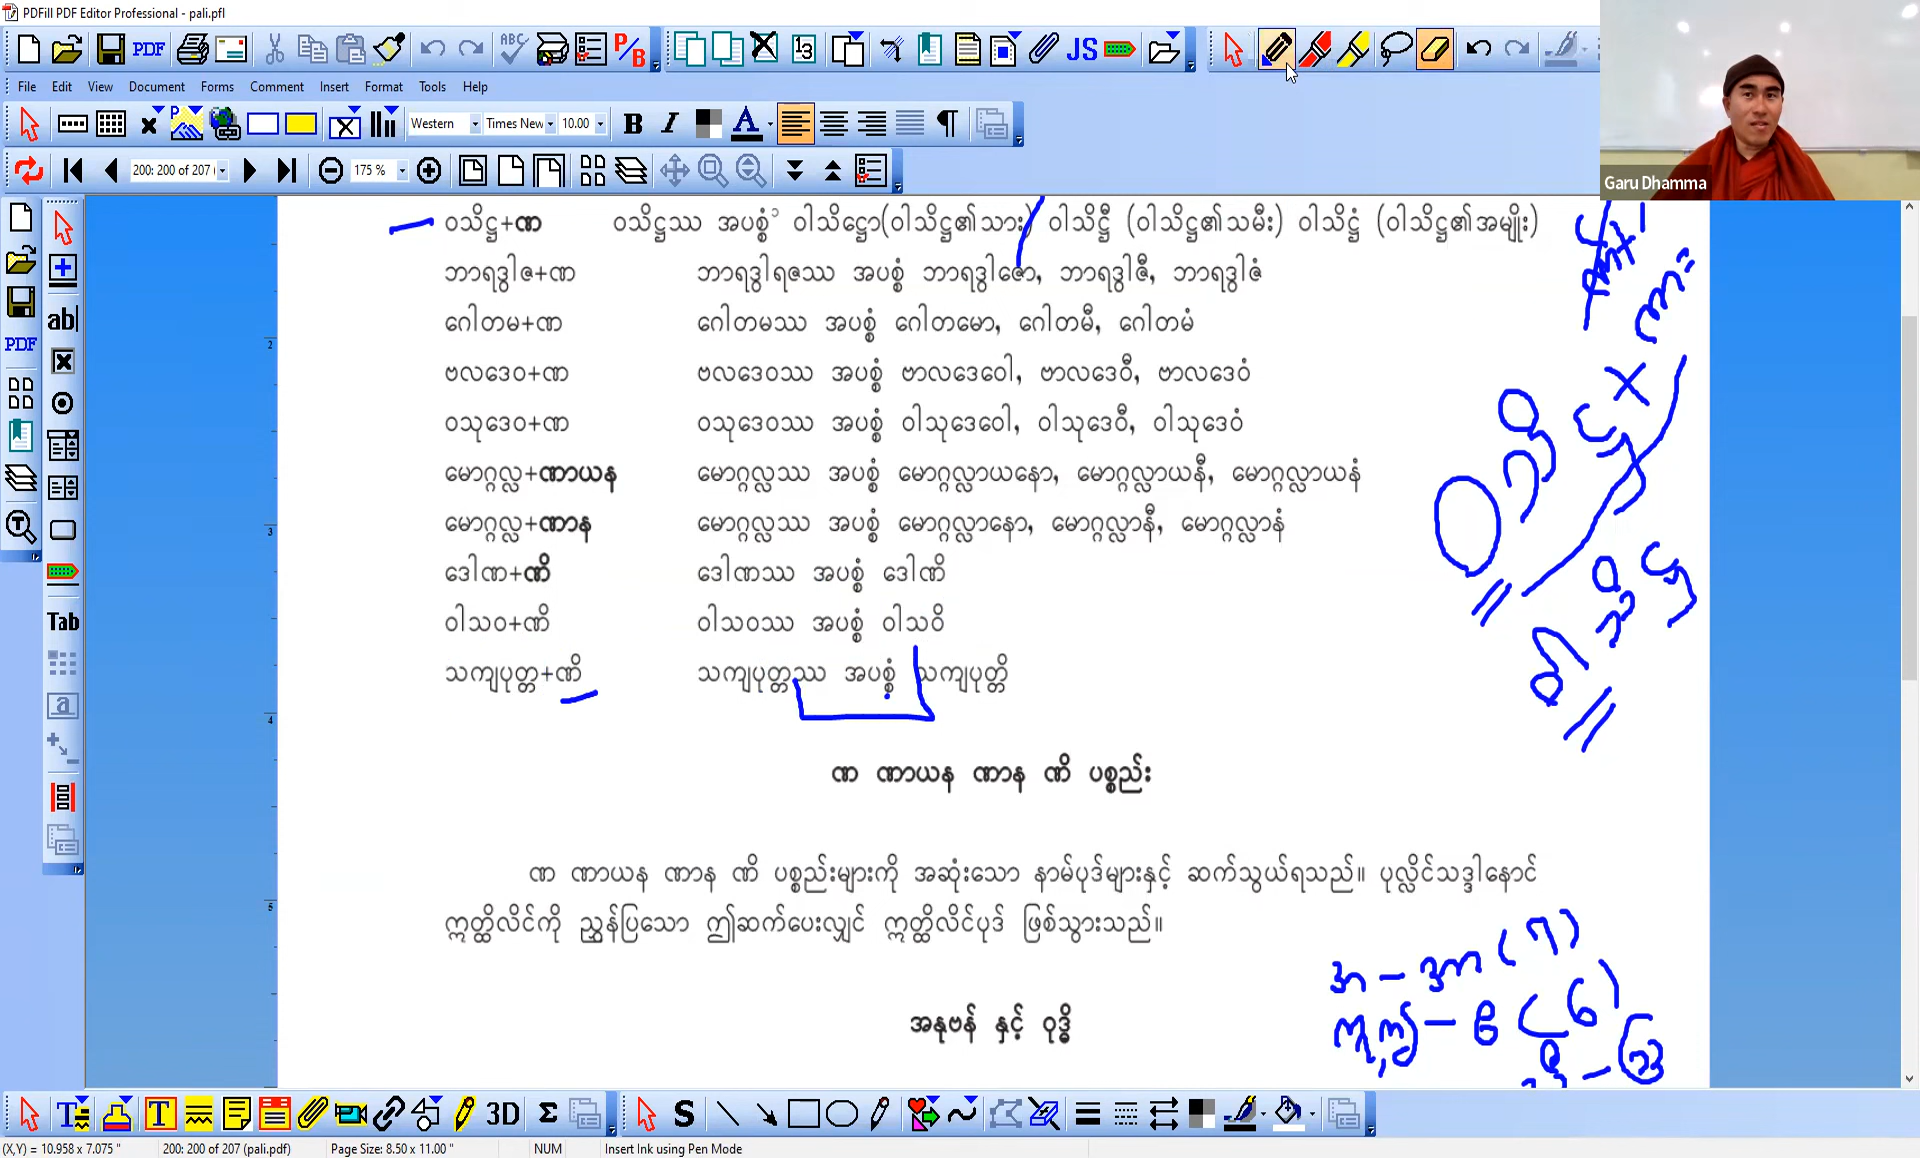 PDFill PDF Editor Professional - pali.pfl
File Edit View Document Forms Comment Insert Format Tools Help
Western Times New 10.00
200: 200 of 207 175 %
Garu Dhamma
ဝသိဋ္ဌ+ဏ ဝသိဋ္ဌဿ အပစ္စံ ဝါသိဋ္ဌော(ဝါသိဋ္ဌ၏သား) ဝါသိဋ္ဌီ (ဝါသိဋ္ဌ၏သမီး) ဝါသိဋ္ဌံ (ဝါသိဋ္ဌ၏အမျိုး)
ဘာရဒွါဇ+ဏ ဘာရဒွါရဇဿ အပစ္စံ ဘာရဒွါဇော, ဘာရဒွါဇီ, ဘာရဒွါဇံ
ဂေါတမ+ဏ ဂေါတမဿ အပစ္စံ ဂေါတမော, ဂေါတမီ, ဂေါတမံ
ဗလဒေဝ+ဏ ဗလဒေဝဿ အပစ္စံ ဗာလဒေဝေါ, ဗာလဒေဝီ, ဗာလဒေဝံ
ဝသုဒေဝ+ဏ ဝသုဒေဝဿ အပစ္စံ ဝါသုဒေဝေါ, ဝါသုဒေဝီ, ဝါသုဒေဝံ
မောဂ္ဂလ္လ+ဏာယန မောဂ္ဂလ္လဿ အပစ္စံ မောဂ္ဂလ္လာယနော, မောဂ္ဂလ္လာယနီ, မောဂ္ဂလ္လာယနံ
မောဂ္ဂလ္လ+ဏာန မောဂ္ဂလ္လဿ အပစ္စံ မောဂ္ဂလ္လာနော, မောဂ္ဂလ္လာနီ, မောဂ္ဂလ္လာနံ
ဒေါဏ+ဏိ ဒေါဏဿ အပစ္စံ ဒေါဏိ
ဝါသဝ+ဏိ ဝါသဝဿ အပစ္စံ ဝါသဝိ
သကျပုတ္တ+ဏိ သကျပုတ္တဿ အပစ္စံ သကျပုတ္တိ
ဏ ဏာယန ဏာန ဏိ ပစ္စည်း
ဏ ဏာယန ဏာန ဏိ ပစ္စည်းများကို အဆုံးသော နာမ်ပုဒ်များနှင့် ဆက်သွယ်ရသည်။ ပုလ္လိင်သဒ္ဒါနောင်
ဣတ္ထိလိင်ကို ညွှန်ပြသော ဤဆက်ပေးလျှင် ဣတ္ထိလိင်ပုဒ် ဖြစ်သွားသည်။
အ – အာ (၇)
ဣ,ဤ – ဧ (၆)
အနုဗန် နှင့် ဝုဒ္ဓိ
(X,Y) = 10.958 x 7.075 " 200: 200 of 207 (pali.pdf) Page Size: 8.50 x 11.00 " NUM Insert Ink using Pen Mode